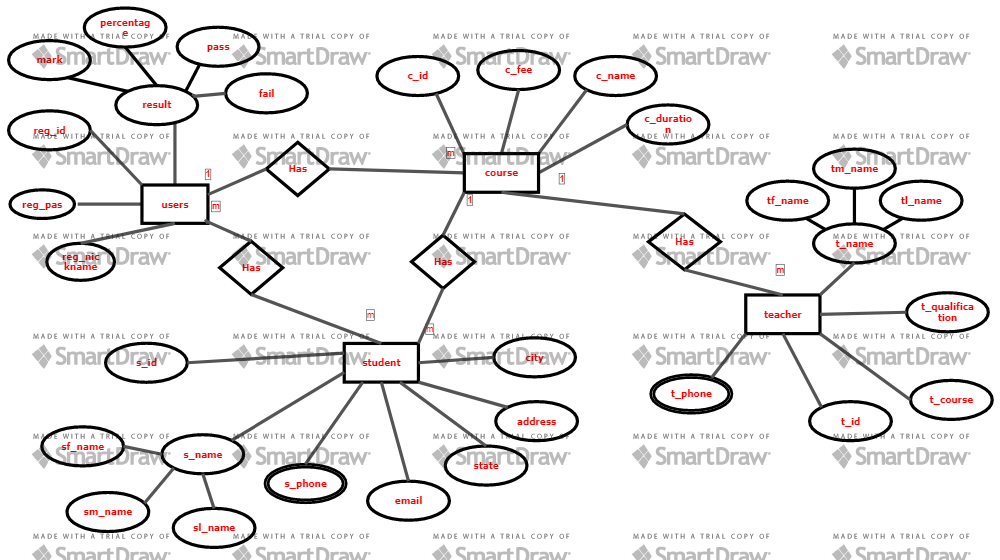 percentag
e
mark
pass
result
fail
reg_id
reg_pas
users
reg_nic
kname
1
m
Has
Has
m
c_id
c_fee
c_name
c_duratio
n
course
m
1
1
Has
Has
m
m
tm_name
tf_name
tl_name
t_name
teacher
t_qualifica
tion
t_phone
t_id
t_course
s_id
student
city
address
state
email
s_phone
s_name
sf_name
sm_name
sl_name
MADE WITH A TRIAL COPY OF
SmartDraw